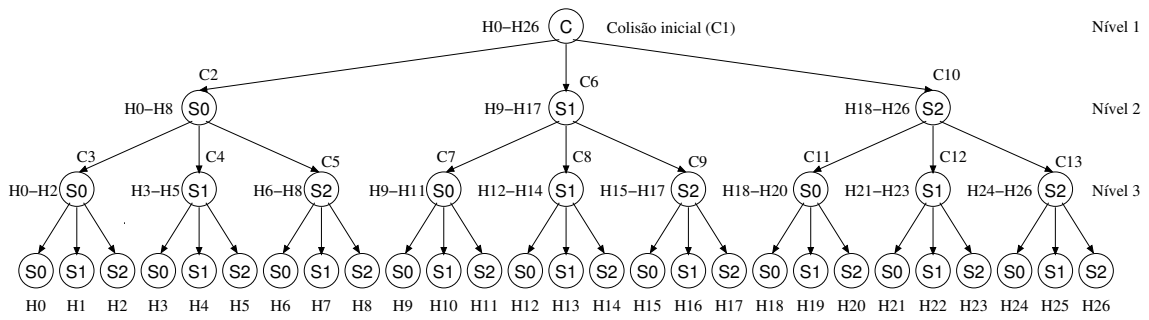 H0−H26 C Colisão inicial (C1) Nível 1
C2 C6 C10
H0−H8 S0 H9−H17 S1 H18−H26 S2 Nível 2
C3 C4 C5 C7 C8 C9 C11 C12 C13
H0−H2 S0 H3−H5 S1 H6−H8 S2 H9−H11 S0 H12−H14 S1 H15−H17 S2 H18−H20 S0 H21−H23 S1 H24−H26 S2 Nível 3
S0 S1 S2 S0 S1 S2 S0 S1 S2 S0 S1 S2 S0 S1 S2 S0 S1 S2 S0 S1 S2 S0 S1 S2 S0 S1 S2
H0 H1 H2 H3 H4 H5 H6 H7 H8 H9 H10 H11 H12 H13 H14 H15 H16 H17 H18 H19 H20 H21 H22 H23 H24 H25 H26